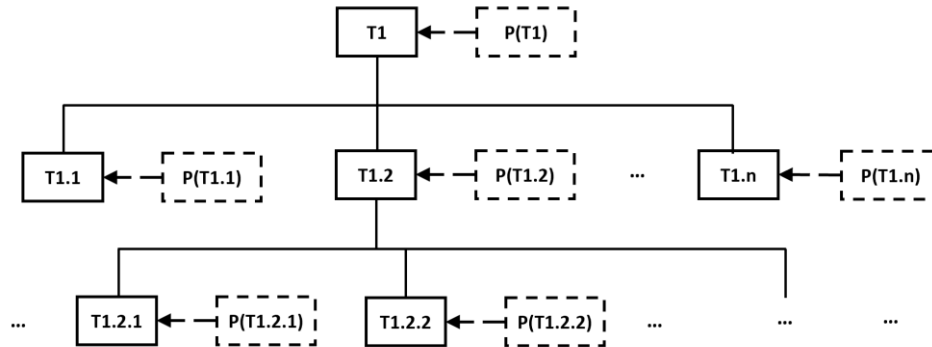 T1 P(T1)
T1.1 P(T1.1) T1.2 P(T1.2) ... T1.n P(T1.n)
... T1.2.1 P(T1.2.1) T1.2.2 P(T1.2.2) ... ... ...